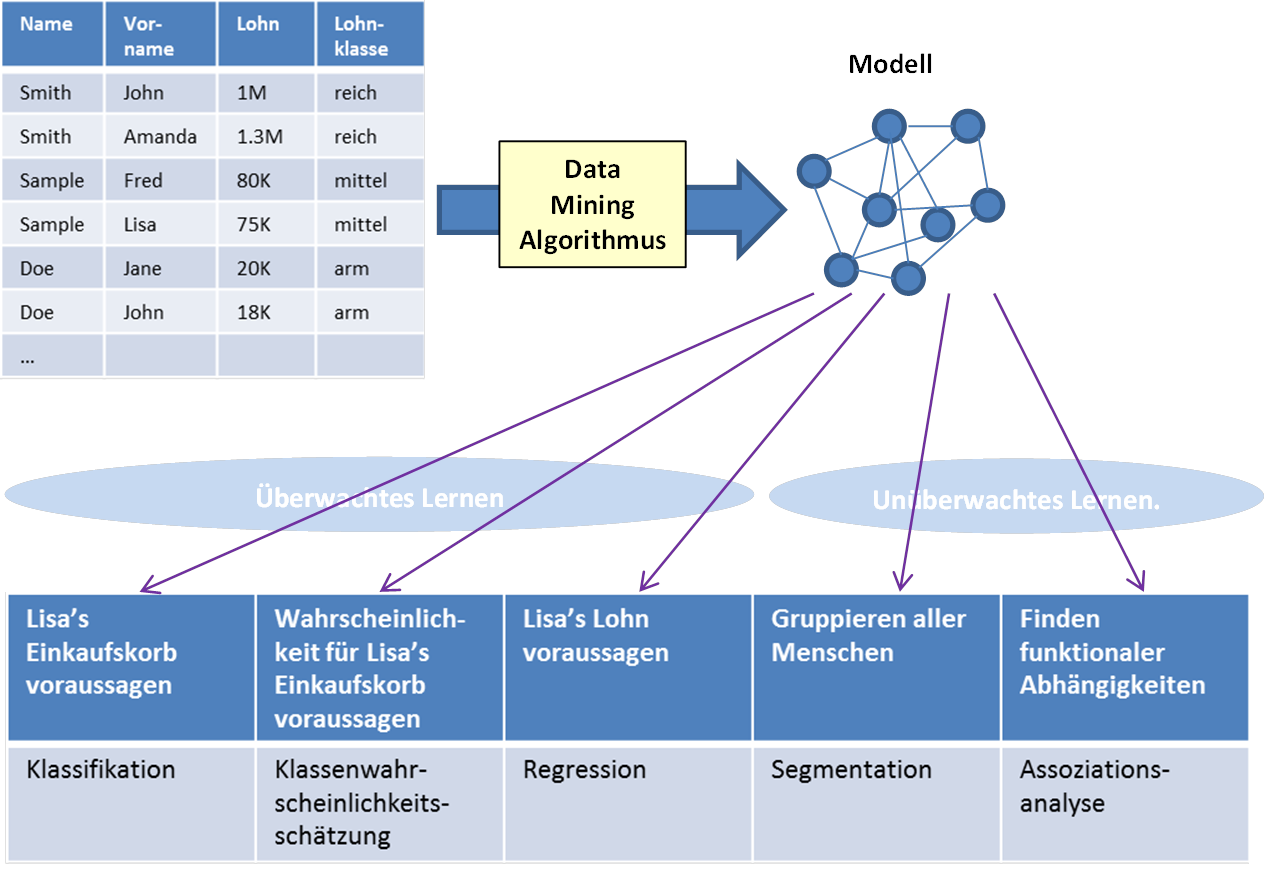 Name Vor- Lohn Lohn-
name klasse
Smith John 1M reich
Smith Amanda 1.3M reich
Sample Fred 80K mittel
Sample Lisa 75K mittel
Doe Jane 20K arm
Doe John 18K arm
...
Data
Mining
Algorithmus
Modell
Überwachtes Lernen
Unüberwachtes Lernen.
Lisa's
Einkaufskorb
voraussagen
Wahrscheinlich-
keit für Lisa's
Einkaufskorb
voraussagen
Lisa's Lohn
voraussagen
Gruppieren aller
Menschen
Finden
funktionaler
Abhängigkeiten
Klassifikation
Klassenwahr-
scheinlichkeits-
schätzung
Regression
Segmentation
Assoziations-
analyse